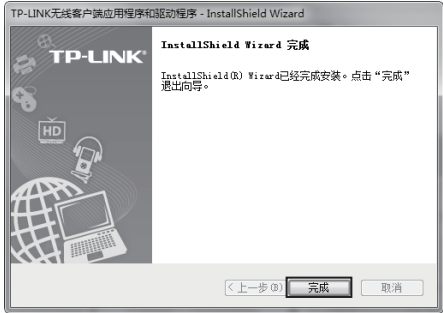 TP-LINK无线客户端应用程序和驱动程序 - InstallShield Wizard
TP-LINK®
InstallShield Wizard 完成
InstallShield(R) Wizard已经完成安装。点击“完成”
退出向导。
HD
<上一步(B)
完成
取消